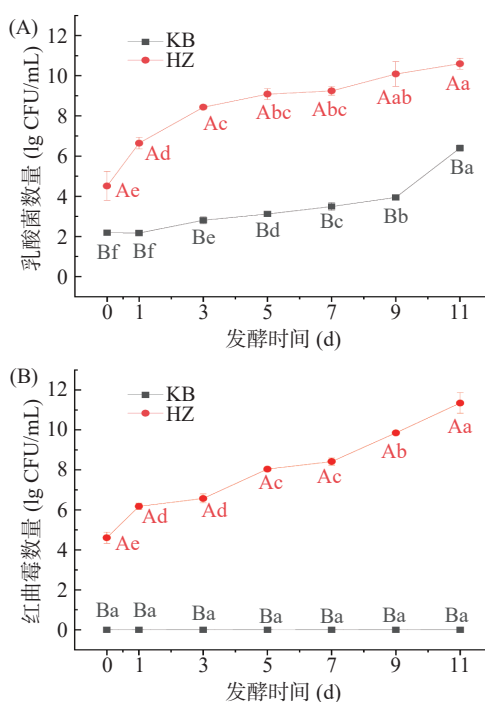 (A)
KB
HZ
乳酸菌数量 (lg CFU/mL)
12
10
8
6
4
2
0
Ae
Ad
Ac
Abc
Abc
Aab
Aa
Bf
Bf
Be
Bd
Bc
Bb
Ba
0 1 3 5 7 9 11
发酵时间 (d)
(B)
KB
HZ
红曲霉数量 (lg CFU/mL)
12
10
8
6
4
2
0
Ae
Ad
Ad
Ac
Ac
Ab
Aa
Ba Ba Ba Ba Ba Ba Ba
0 1 3 5 7 9 11
发酵时间 (d)